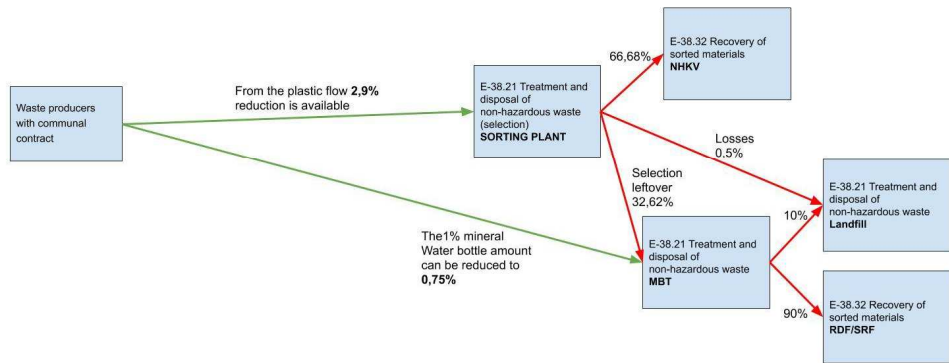 Waste producers
with communal
contract
From the plastic flow 2,9%
reduction is available
E-38.21 Treatment and
disposal of
non-hazardous waste
(selection)
SORTING PLANT
66,68%
E-38.32 Recovery of
sorted materials
NHKV
Losses
0,5%
Selection
leftover
32,62%
The1% mineral
Water bottle amount
can be reduced to
0,75%
E-38.21 Treatment and
disposal of
non-hazardous waste
MBT
10%
E-38.21 Treatment and
disposal of
non-hazardous waste
Landfill
90%
E-38.32 Recovery of
sorted materials
RDF/SRF